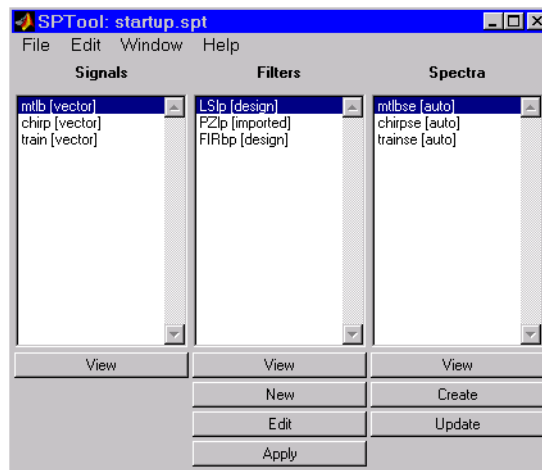 SPTool: startup.spt
File Edit Window Help
Signals Filters Spectra
mtlb [vector]
chirp [vector]
train [vector]
LSlp [design]
PZlp [imported]
FIRbp [design]
mtlbse [auto]
chirpse [auto]
trainse [auto]
View View View
New Create
Edit Update
Apply